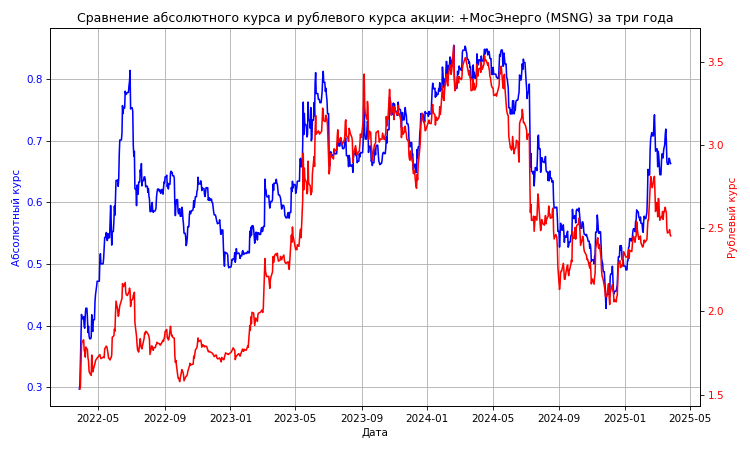 Сравнение абсолютного курса и рублевого курса акции: +МосЭнерго (MSNG) за три года
0.8
0.7
0.6
0.5
0.4
0.3
Абсолютный курс
3.5
3.0
2.5
2.0
1.5
Рублевый курс
2022-05 2022-09 2023-01 2023-05 2023-09 2024-01 2024-05 2024-09 2025-01 2025-05
Дата